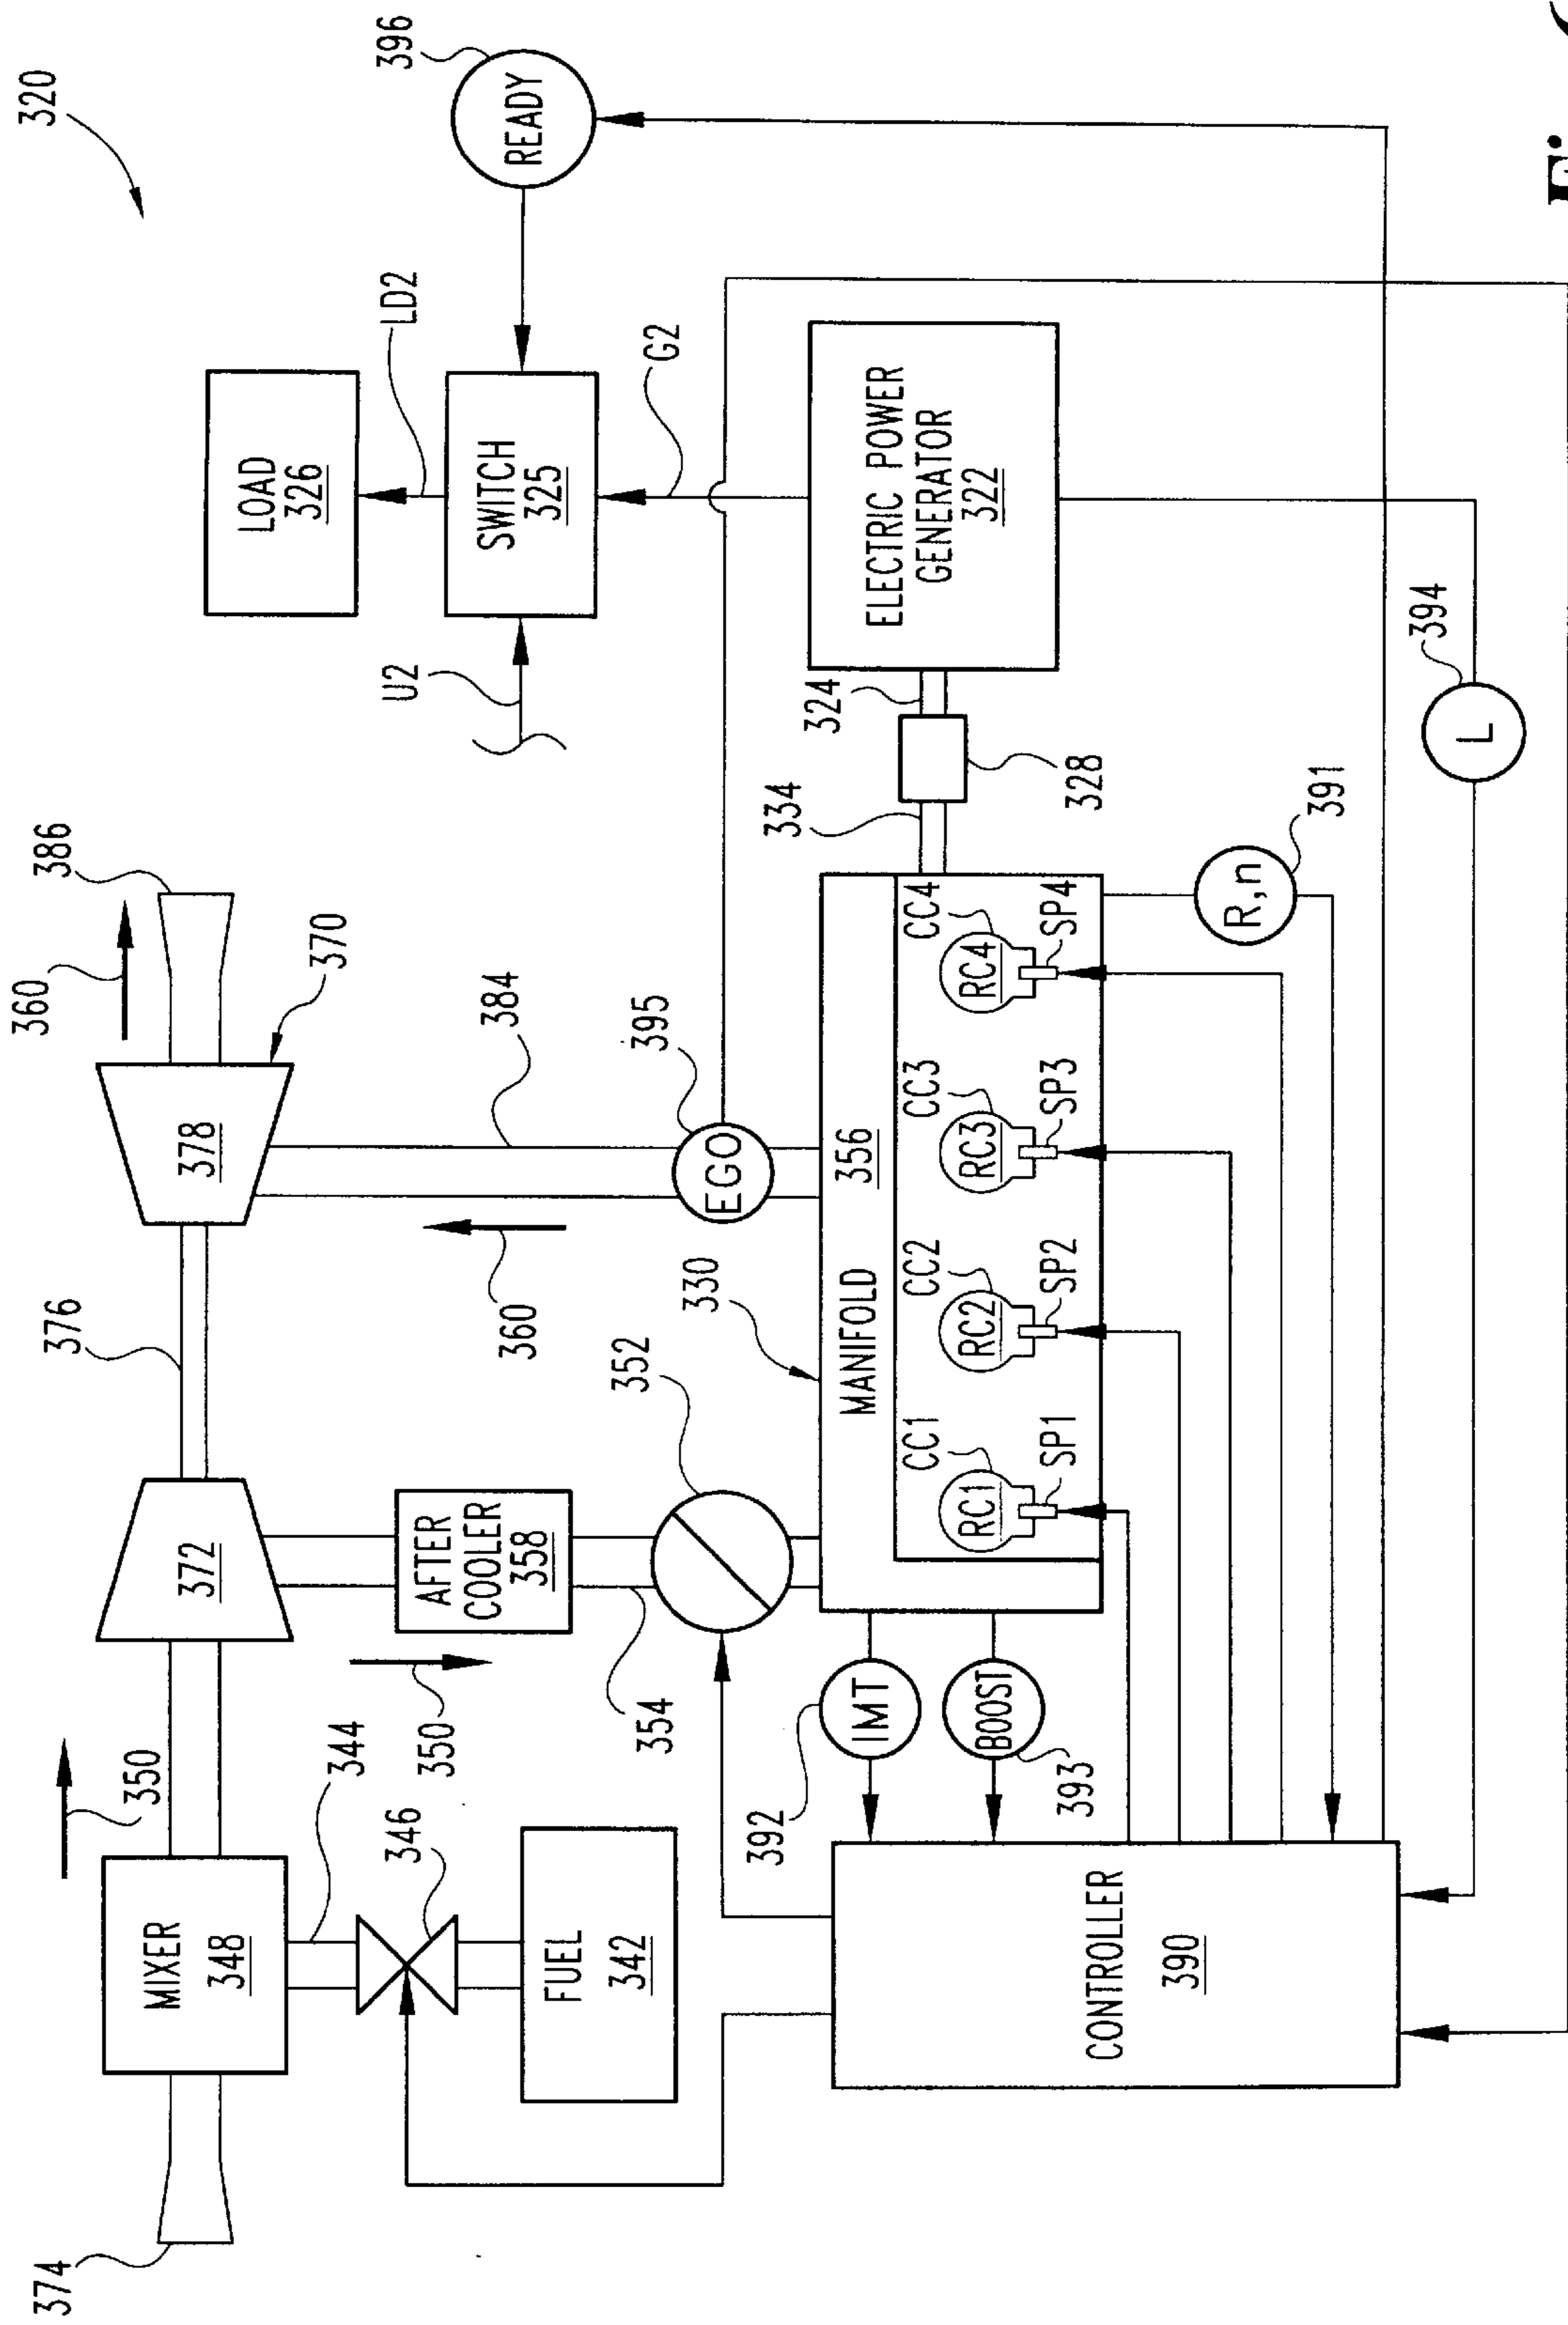 320
374
MIXER
348
350
344
346
FUEL
342
372
376
350
AFTER
COOLER
358
354
352
360
386
370
378
384
360
395
EGO
LOAD
326
LD2
SWITCH
325
U2
G2
READY
396
ELECTRIC POWER
GENERATOR
322
324
328
334
330
MANIFOLD
356
CC1
RC1
SP1
CC2
RC2
SP2
CC3
RC3
SP3
CC4
RC4
SP4
392
IMT
BOOST
393
CONTROLLER
390
R,n
391
L
394